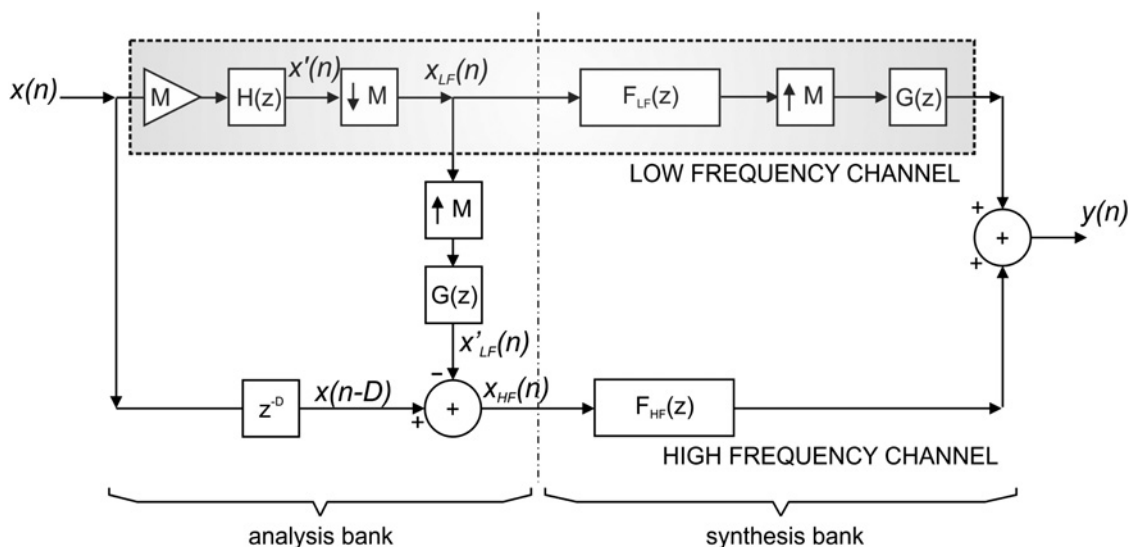 x(n)
M
H(z)
x'(n)
↓ M
x_LF(n)
F_LF(z)
↑ M
G(z)
LOW FREQUENCY CHANNEL
↑ M
G(z)
x'_LF(n)
+
+
+
y(n)
z^-D
x(n-D)
−
+
+
x_HF(n)
F_HF(z)
HIGH FREQUENCY CHANNEL
analysis bank
synthesis bank